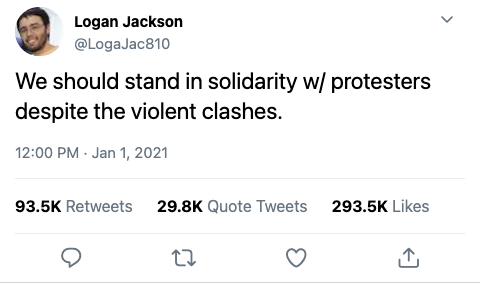 Logan Jackson
@LogaJac810
We should stand in solidarity w/ protesters
despite the violent clashes.
12:00 PM · Jan 1, 2021
93.5K Retweets 29.8K Quote Tweets 293.5K Likes